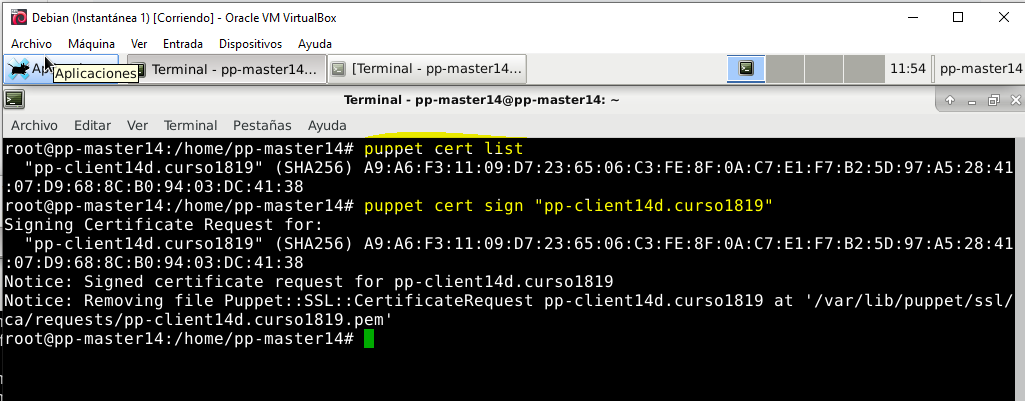 Debian (Instantánea 1) [Corriendo] - Oracle VM VirtualBox
Archivo Máquina Ver Entrada Dispositivos Ayuda
Ap
Aplicaciones
Terminal - pp-master14...
[Terminal - pp-master14...
11:54
pp-master14
Terminal - pp-master14@pp-master14: ~
Archivo Editar Ver Terminal Pestañas Ayuda
root@pp-master14:/home/pp-master14# puppet cert list
"pp-client14d.curso1819" (SHA256) A9:A6:F3:11:09:D7:23:65:06:C3:FE:8F:0A:C7:E1:F7:B2:5D:97:A5:28:41
:07:D9:68:8C:B0:94:03:DC:41:38
root@pp-master14:/home/pp-master14# puppet cert sign "pp-client14d.curso1819"
Signing Certificate Request for:
"pp-client14d.curso1819" (SHA256) A9:A6:F3:11:09:D7:23:65:06:C3:FE:8F:0A:C7:E1:F7:B2:5D:97:A5:28:41
:07:D9:68:8C:B0:94:03:DC:41:38
Notice: Signed certificate request for pp-client14d.curso1819
Notice: Removing file Puppet::SSL::CertificateRequest pp-client14d.curso1819 at '/var/lib/puppet/ssl/
ca/requests/pp-client14d.curso1819.pem'
root@pp-master14:/home/pp-master14#